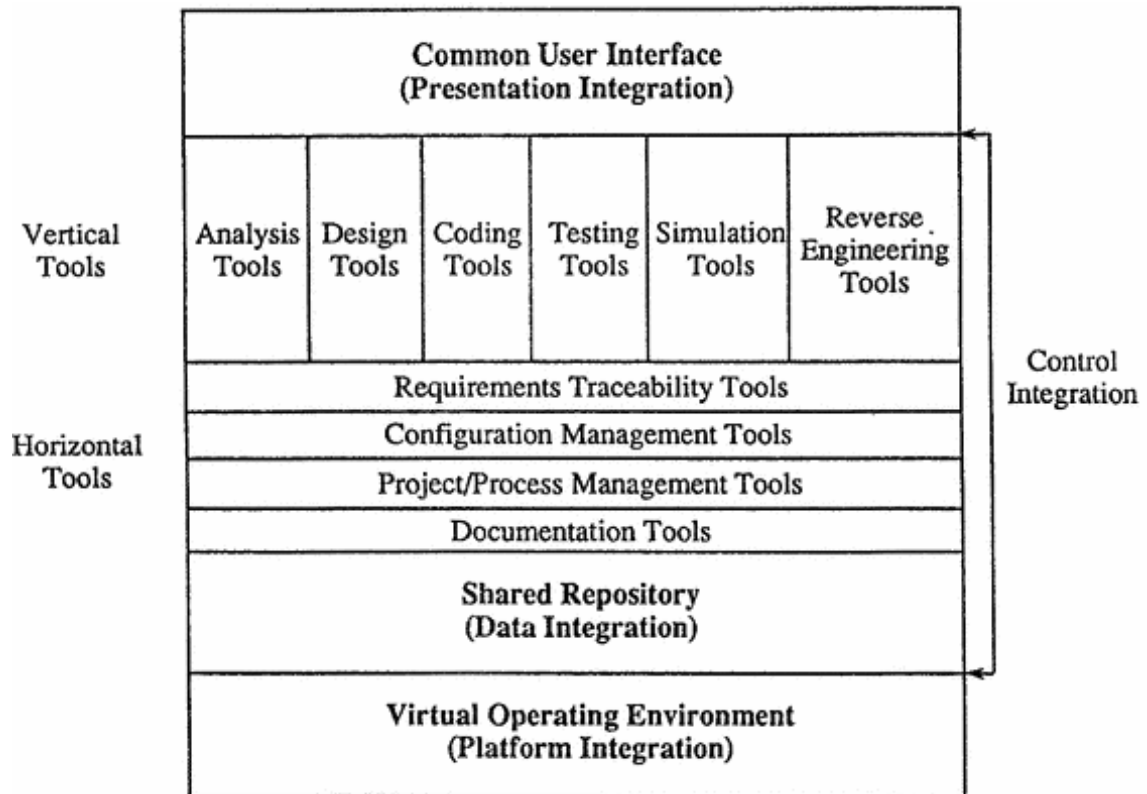 Common User Interface
(Presentation Integration)
Vertical
Tools
Analysis
Tools
Design
Tools
Coding
Tools
Testing
Tools
Simulation
Tools
Reverse
Engineering
Tools
Control
Integration
Requirements Traceability Tools
Configuration Management Tools
Horizontal
Tools
Project/Process Management Tools
Documentation Tools
Shared Repository
(Data Integration)
Virtual Operating Environment
(Platform Integration)